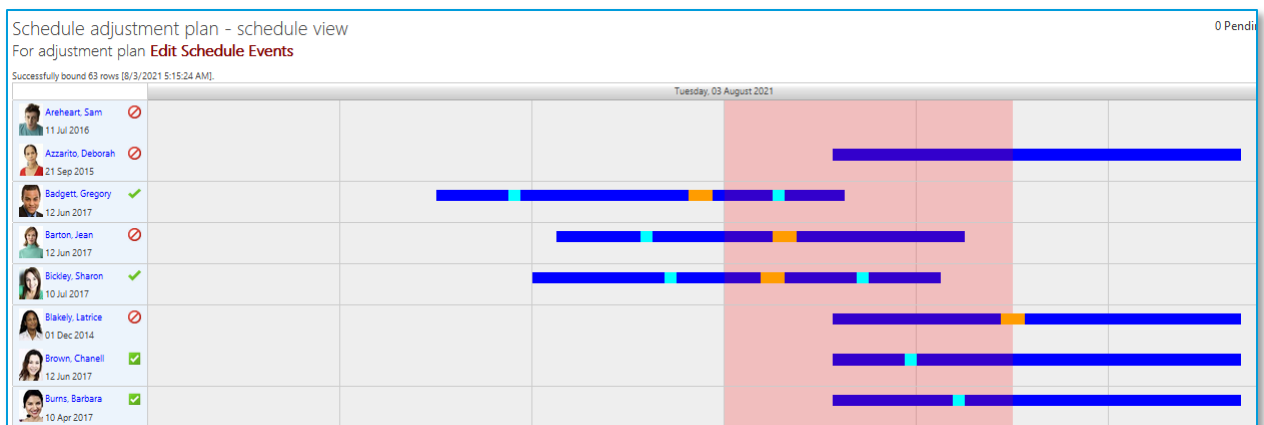 Schedule adjustment plan - schedule view
0 Pendin
For adjustment plan Edit Schedule Events
Successfully bound 63 rows [8/3/2021 5:15:24 AM].
Tuesday, 03 August 2021
Areheart, Sam
11 Jul 2016
Azzarito, Deborah
21 Sep 2015
Badgett, Gregory
12 Jun 2017
Barton, Jean
12 Jun 2017
Bickley, Sharon
10 Jul 2017
Blakely, Latrice
01 Dec 2014
Brown, Chanell
12 Jun 2017
Burns, Barbara
10 Apr 2017